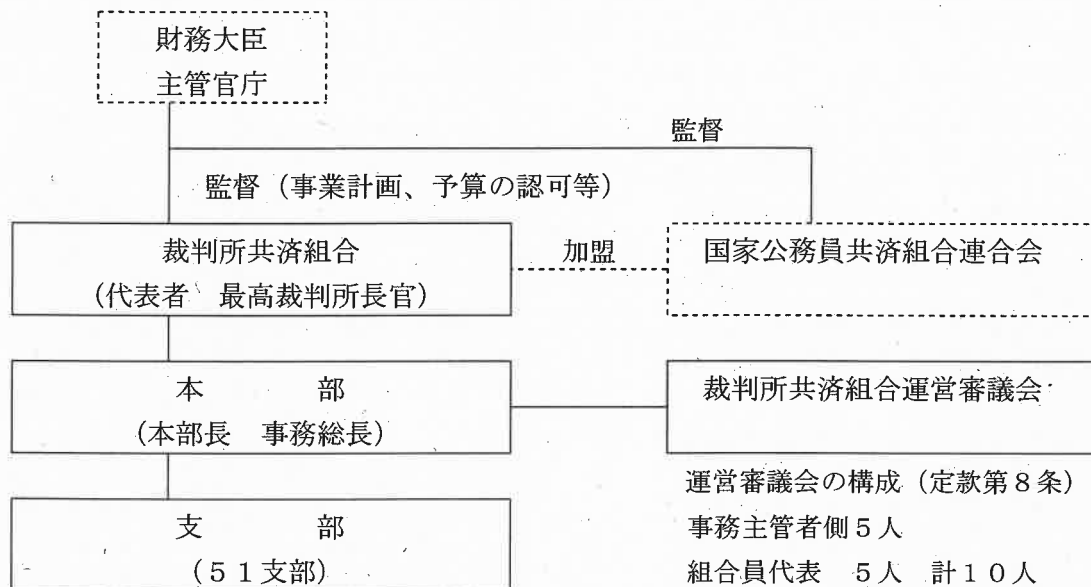 財務大臣
主管官庁
監督
監督（事業計画、予算の認可等）
裁判所共済組合
（代表者　最高裁判所長官）
加盟
国家公務員共済組合連合会
本　　　　部
（本部長　事務総長）
裁判所共済組合運営審議会
支　　　　部
（５１支部）
運営審議会の構成（定款第８条）
事務主管者側５人
組合員代表　５人　計１０人